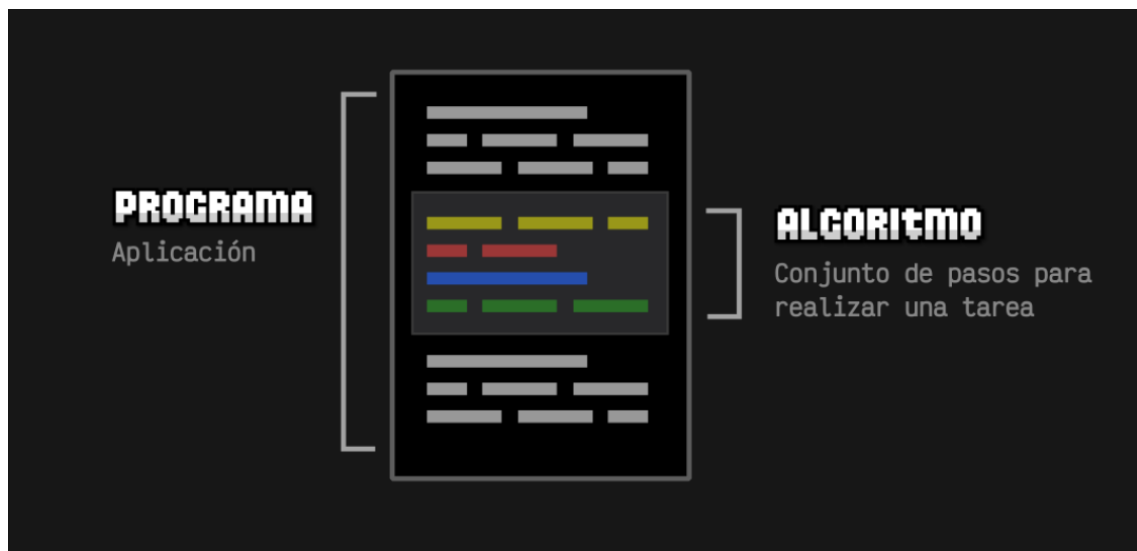 PROGRAMA
Aplicación
ALGORItMO
Conjunto de pasos para
realizar una tarea